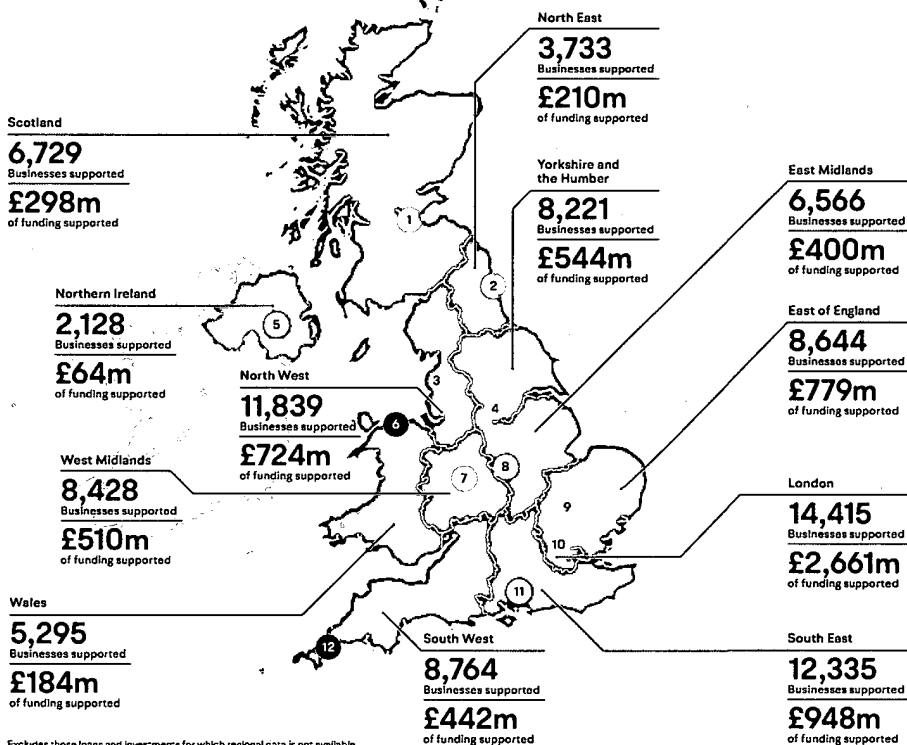 North East
3,733
Businesses supported
£210m
of funding supported
Scotland
6,729
Businesses supported
£298m
of funding supported
Yorkshire and
the Humber
8,221
Businesses supported
£544m
of funding supported
East Midlands
6,566
Businesses supported
£400m
of funding supported
Northern Ireland
2,128
Businesses supported
£64m
of funding supported
East of England
8,644
Businesses supported
£779m
of funding supported
North West
11,839
Businesses supported
£724m
of funding supported
West Midlands
8,428
Businesses supported
£510m
of funding supported
London
14,415
Businesses supported
£2,661m
of funding supported
Wales
5,295
Businesses supported
£184m
of funding supported
South West
8,764
Businesses supported
£442m
of funding supported
South East
12,335
Businesses supported
£948m
of funding supported
1
2
3
4
5
6
7
8
9
10
11
12
Excludes those loans and investments for which regional data is not available